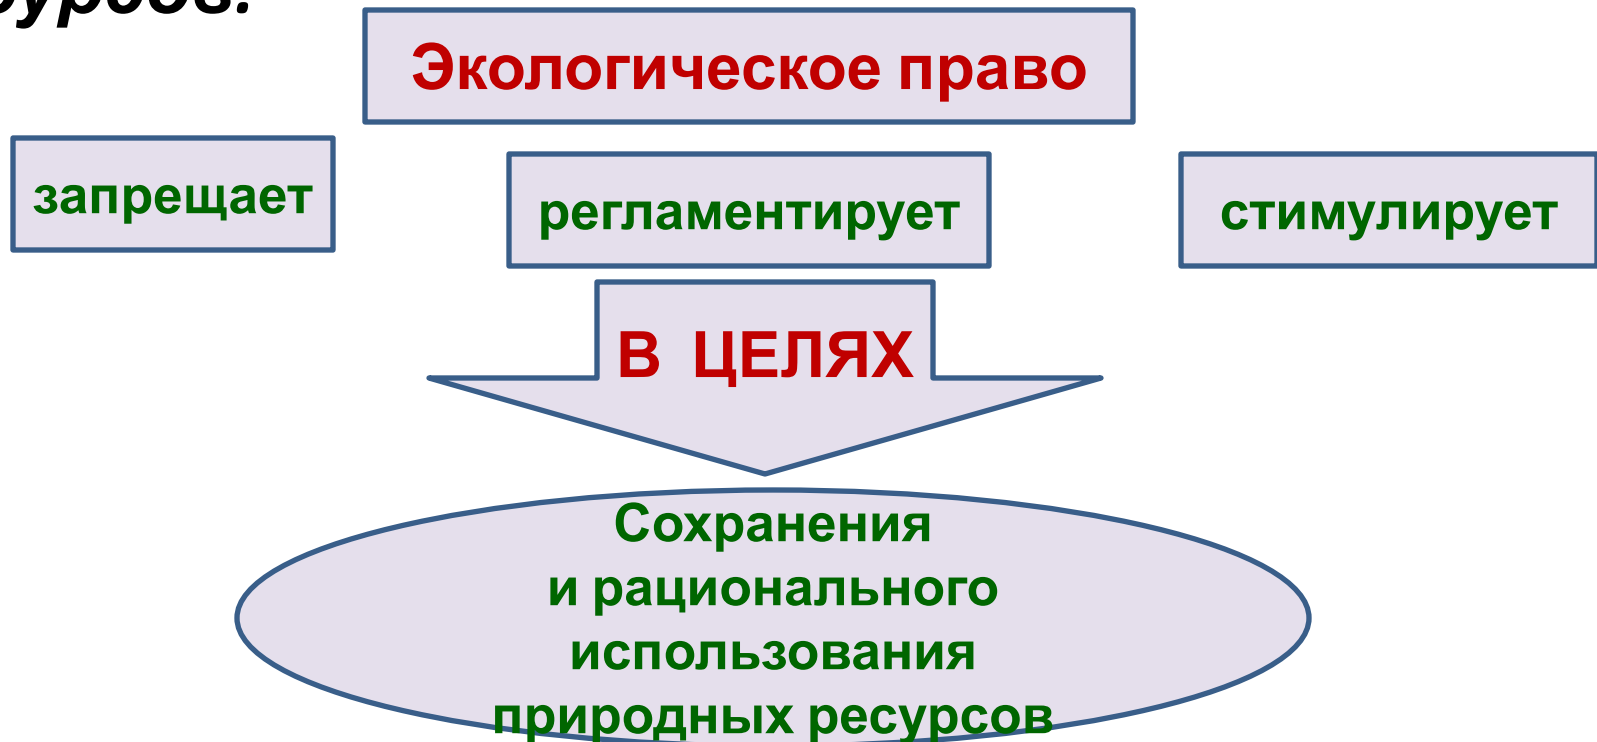 Экологическое право
запрещает
регламентирует
стимулирует
В ЦЕЛЯХ
Сохранения
и рационального
использования
природных ресурсов